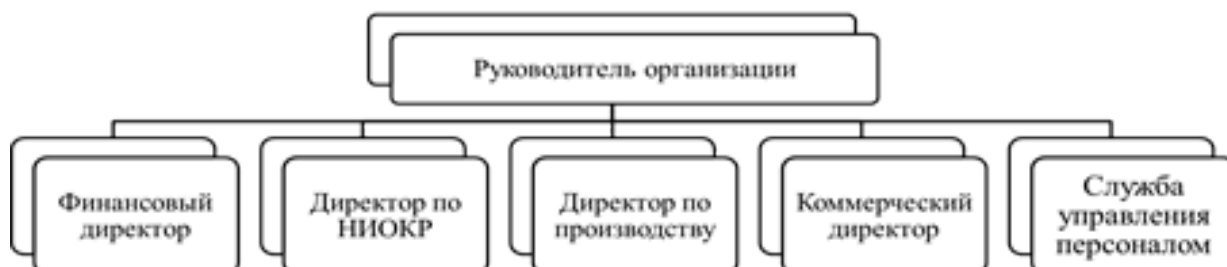 Руководитель организации
Финансовый
директор
Директор по
НИОКР
Директор по
производству
Коммерческий
директор
Служба
управления
персоналом